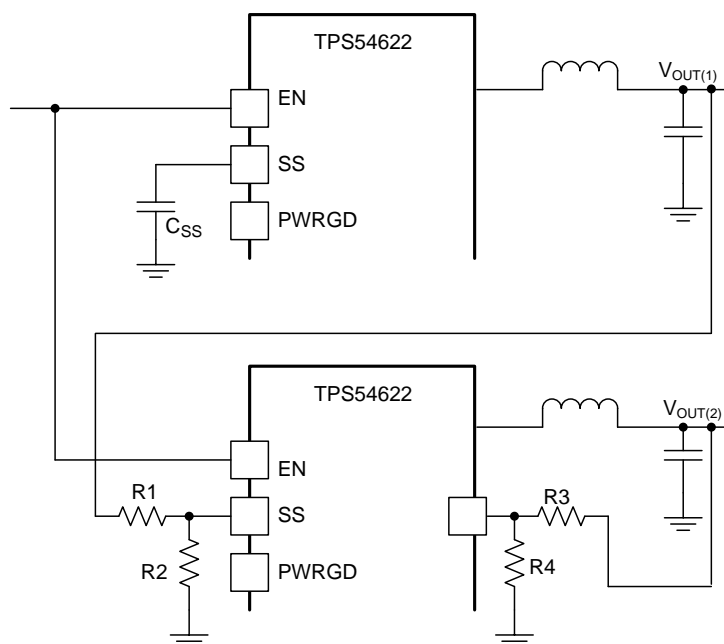 TPS54622
V_OUT(1)
EN
SS
C_SS
PWRGD
TPS54622
V_OUT(2)
EN
R1
SS
R3
R2
PWRGD
R4